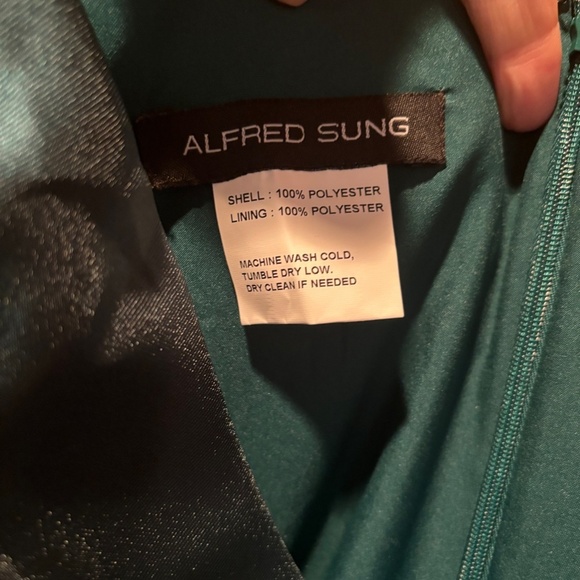 ALFRED SUNG
SHELL : 100% POLYESTER
LINING : 100% POLYESTER
MACHINE WASH COLD,
TUMBLE DRY LOW.
DRY CLEAN IF NEEDED